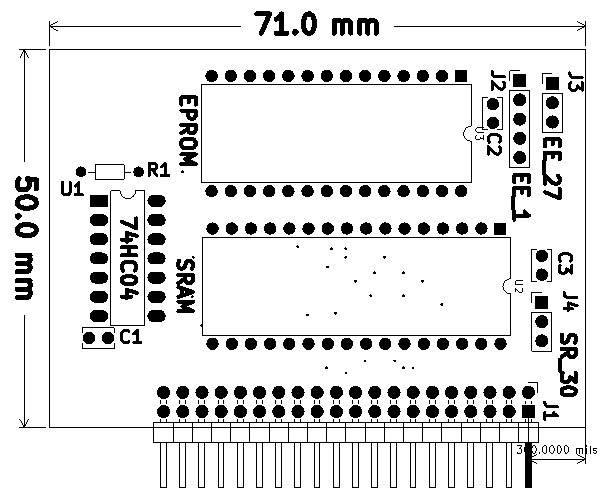 71.0 mm
J2
J3
EPROM
U3
C2
EE_27
R1
EE_1
U1
50.0 mm
74HC04
SRAM
C3
U2
J4
C1
SR_30
J1
300.0000 mils